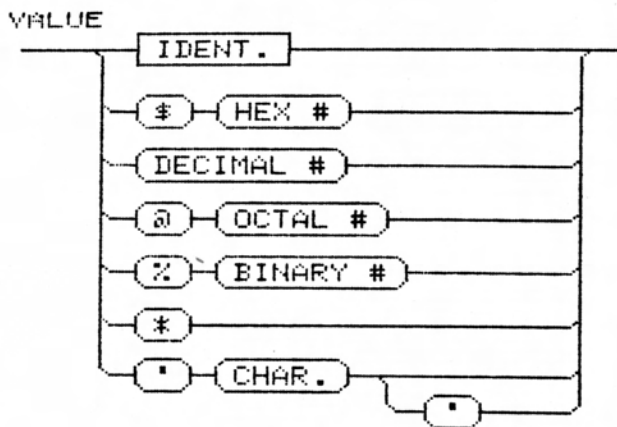 VALUE
IDENT.
$ HEX #
DECIMAL #
@ OCTAL #
% BINARY #
*
' CHAR.
'